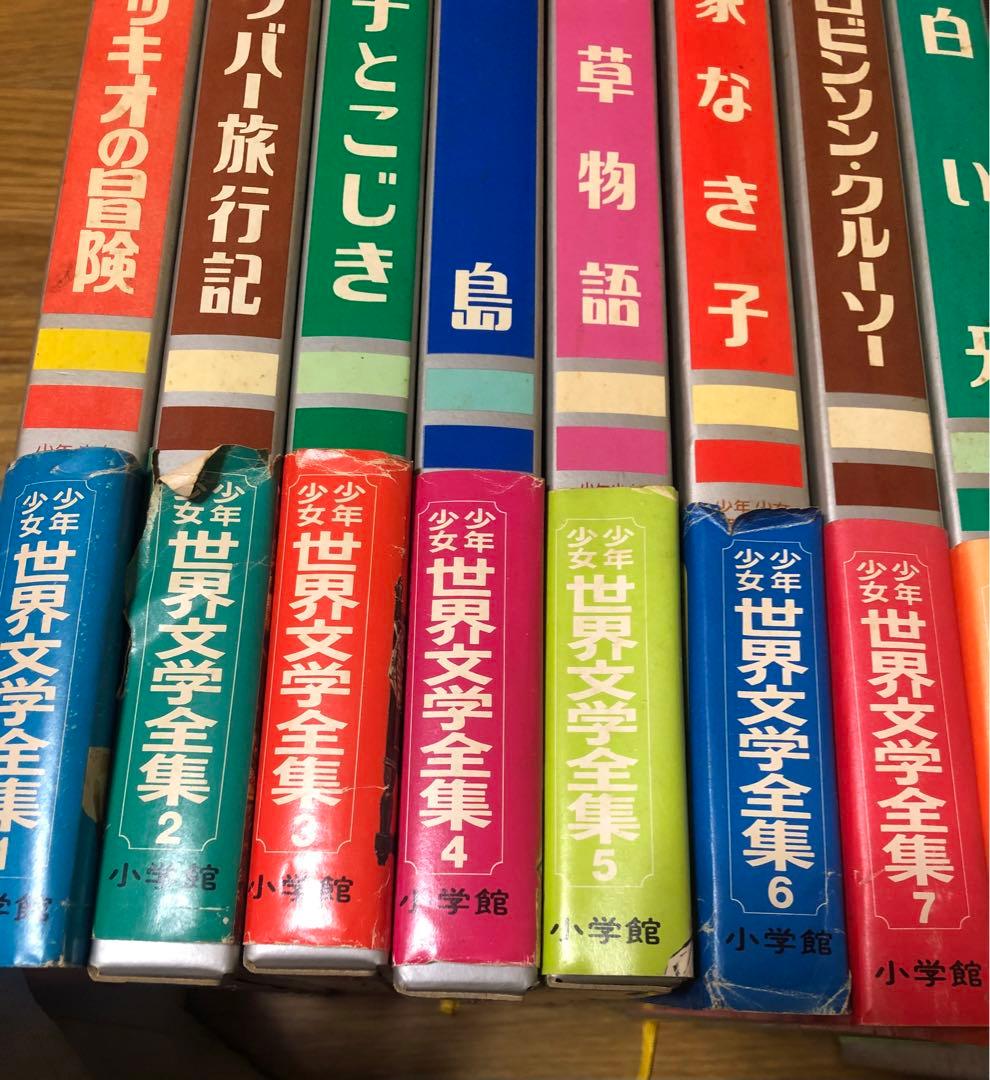 ッキオの冒険
バー旅行記
子とこじき
島
草物語
家なき子
ロビンソン・クルーソー
白い
少年少女世界文学全集1
小学館
少年少女世界文学全集2
小学館
少年少女世界文学全集3
小学館
少年少女世界文学全集4
小学館
少年少女世界文学全集5
小学館
少年少女世界文学全集6
小学館
少年少女世界文学全集7
小学館